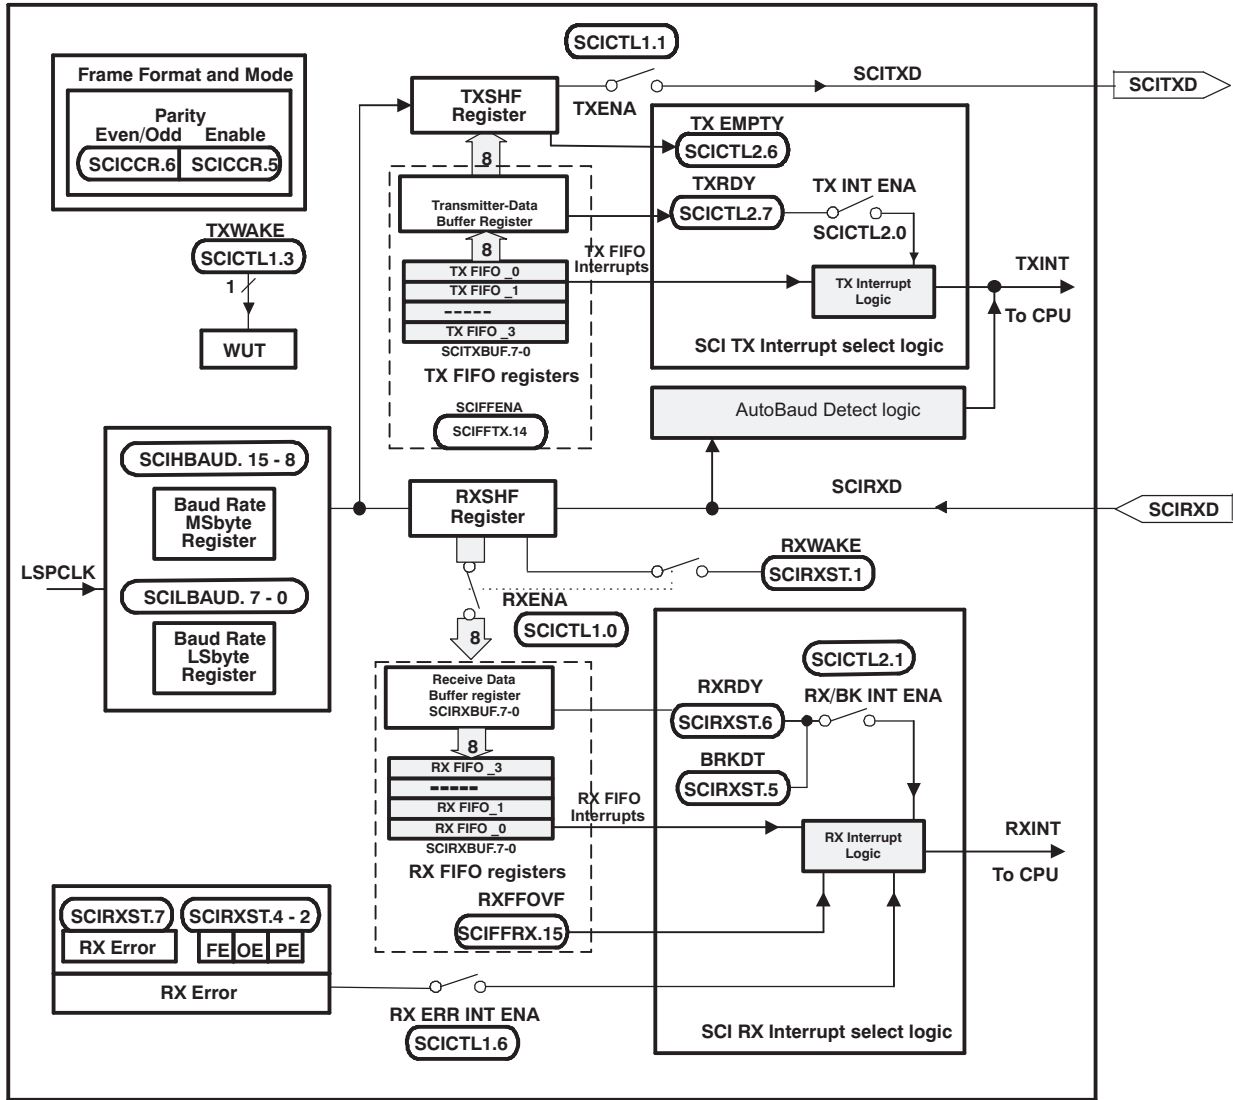 SCICTL1.1
Frame Format and Mode
Parity
Even/Odd Enable
SCICCR.6 SCICCR.5
TXSHF
Register
TXENA
SCITXD
SCITXD
8
TX EMPTY
SCICTL2.6
TXRDY
SCICTL2.7
TX INT ENA
SCICTL2.0
Transmitter-Data
Buffer Register
8
TX FIFO _0
TX FIFO _1
-----
TX FIFO _3
SCITXBUF.7-0
TX FIFO registers
SCIFFENA
SCIFFTX.14
TX FIFO
Interrupts
TX Interrupt
Logic
TXINT
To CPU
SCI TX Interrupt select logic
TXWAKE
SCICTL1.3
1
WUT
AutoBaud Detect logic
SCIHBAUD. 15 - 8
Baud Rate
MSbyte
Register
LSPCLK
SCILBAUD. 7 - 0
Baud Rate
LSbyte
Register
RXSHF
Register
SCIRXD
SCIRXD
RXWAKE
SCIRXST.1
RXENA
SCICTL1.0
8
Receive Data
Buffer register
SCIRXBUF.7-0
8
RX FIFO _3
-----
RX FIFO_1
RX FIFO _0
SCIRXBUF.7-0
RX FIFO registers
RXFFOVF
SCIFFRX.15
RX FIFO
Interrupts
SCICTL2.1
RXRDY
RX/BK INT ENA
SCIRXST.6
BRKDT
SCIRXST.5
RX Interrupt
Logic
RXINT
To CPU
SCI RX Interrupt select logic
SCIRXST.7 SCIRXST.4 - 2
RX Error FE OE PE
RX Error
RX ERR INT ENA
SCICTL1.6